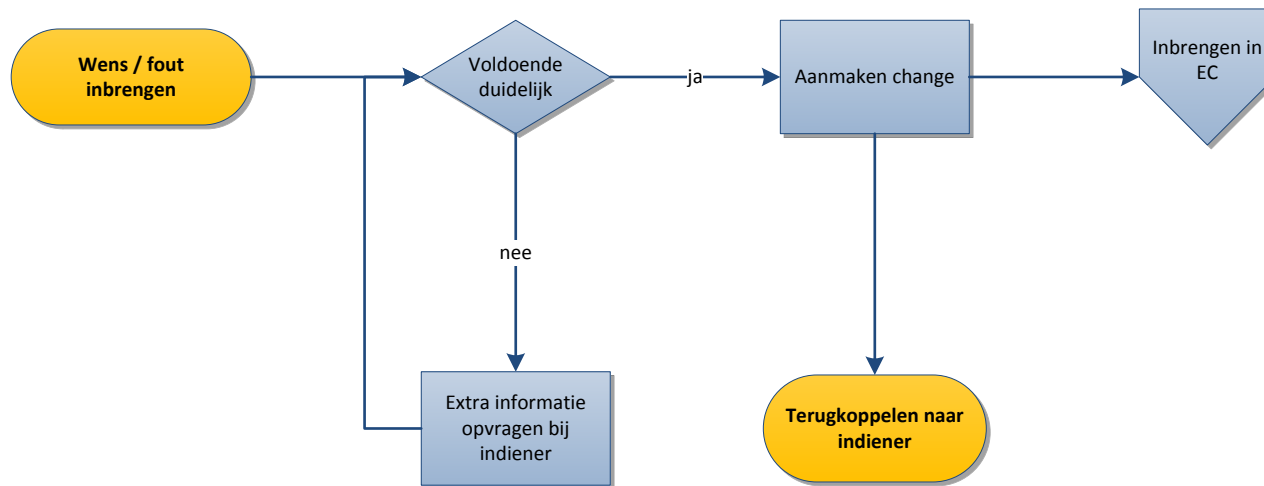 Wens / fout
inbrengen
Voldoende
duidelijk
ja
Aanmaken change
Inbrengen in
EC
nee
Extra informatie
opvragen bij
indiener
Terugkoppelen naar
indiener